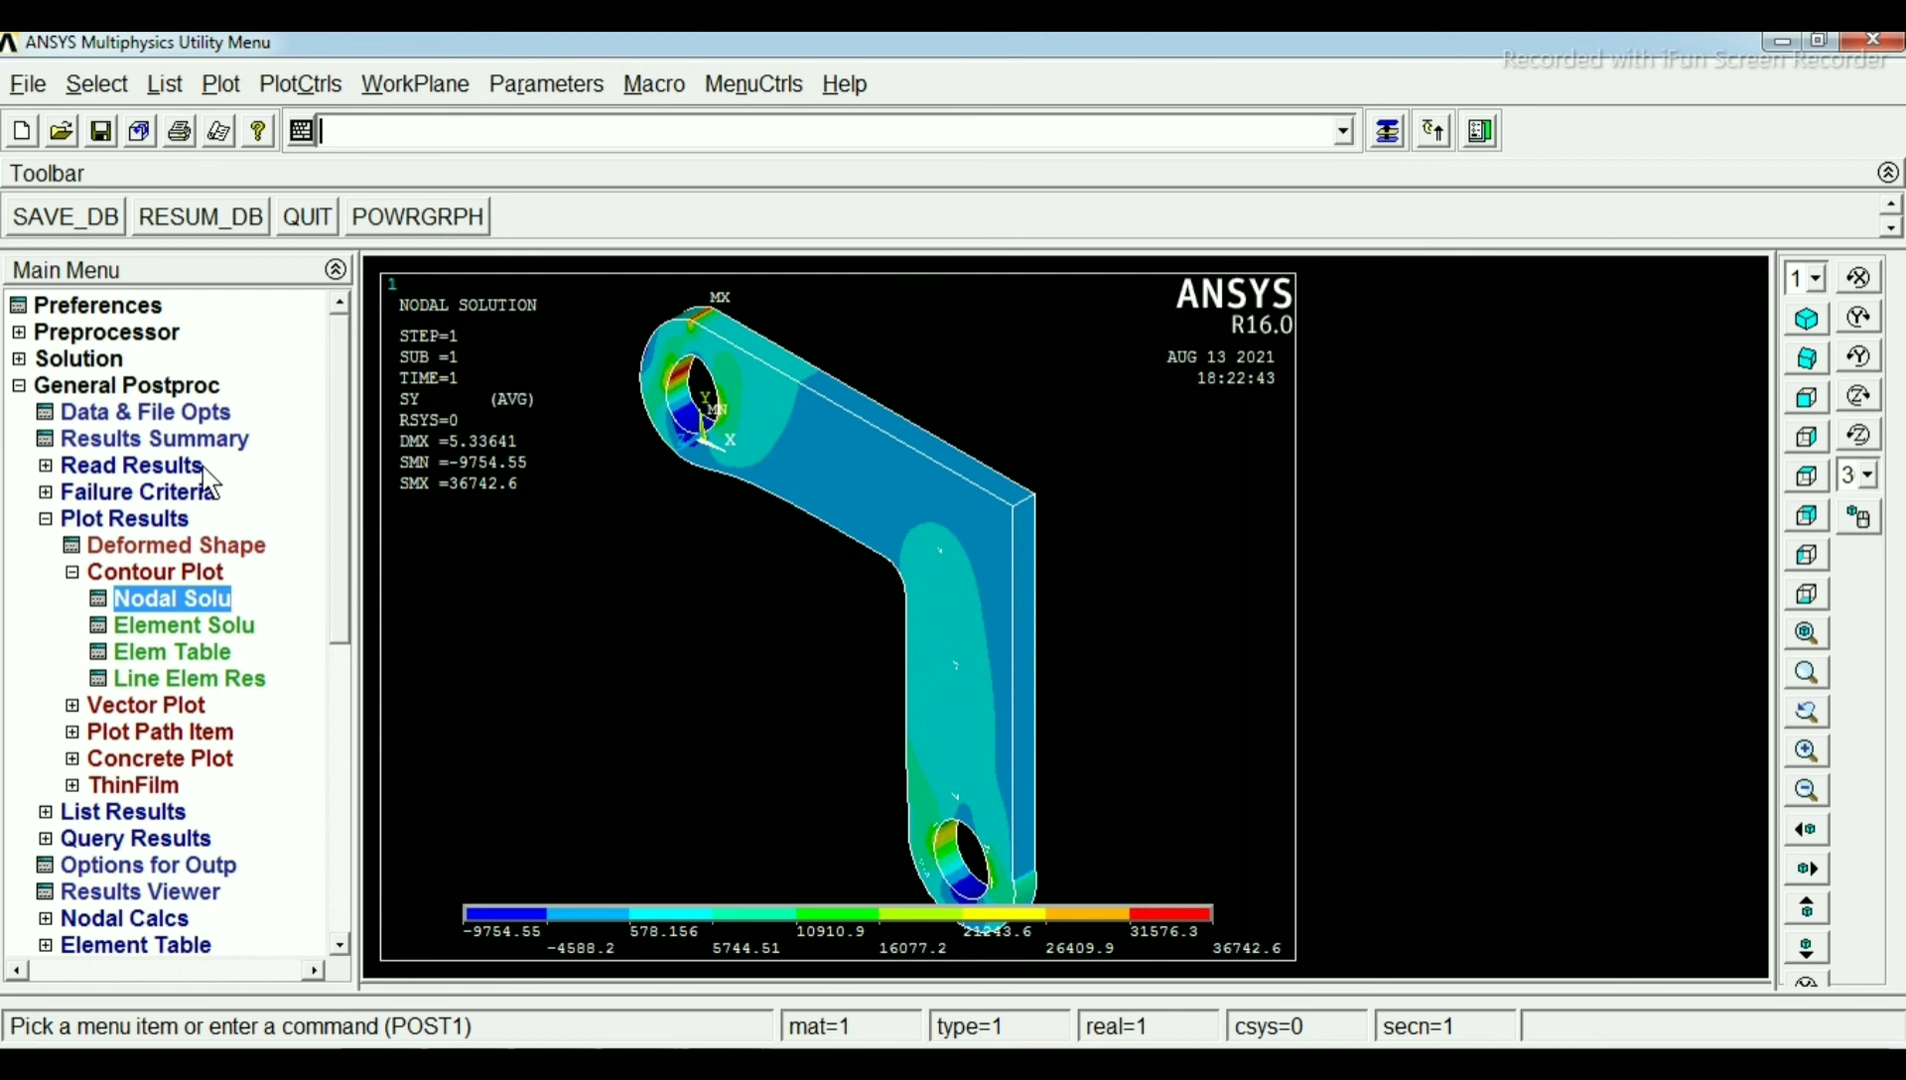 ANSYS Multiphysics Utility Menu
Recorded with iFun Screen Recorder
File Select List Plot PlotCtrls WorkPlane Parameters Macro MenuCtrls Help
Toolbar
SAVE_DB RESUM_DB QUIT POWRGRPH
Main Menu
Preferences
Preprocessor
Solution
General Postproc
Data & File Opts
Results Summary
Read Results
Failure Criteria
Plot Results
Deformed Shape
Contour Plot
Nodal Solu
Element Solu
Elem Table
Line Elem Res
Vector Plot
Plot Path Item
Concrete Plot
ThinFilm
List Results
Query Results
Options for Outp
Results Viewer
Nodal Calcs
Element Table
1
NODAL SOLUTION
STEP=1
SUB =1
TIME=1
SY (AVG)
RSYS=0
DMX =5.33641
SMN =-9754.55
SMX =36742.6
MX
Y
MN
Z X
ANSYS
R16.0
AUG 13 2021
18:22:43
-9754.55 578.156 10910.9 21243.6 31576.3
-4588.2 5744.51 16077.2 26409.9 36742.6
1
3
Pick a menu item or enter a command (POST1) mat=1 type=1 real=1 csys=0 secn=1